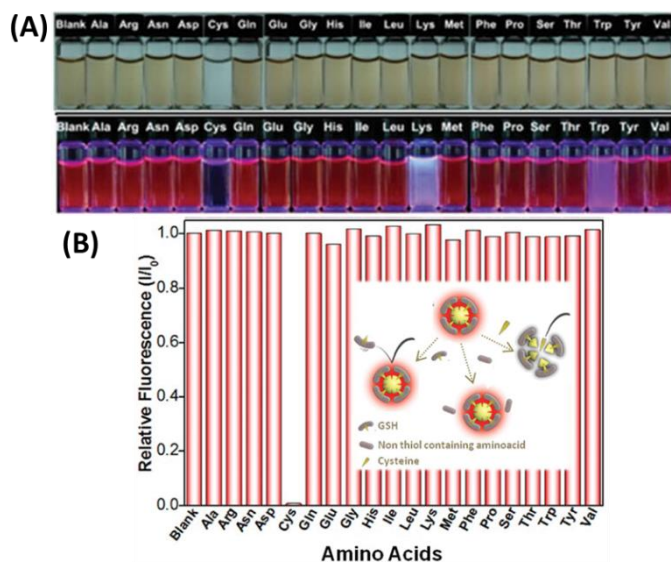 (A)
Blank Ala Arg Asn Asp Cys Gln Glu Gly His Ile Leu Lys Met Phe Pro Ser Thr Trp Tyr Val
Blank Ala Arg Asn Asp Cys Gln Glu Gly His Ile Leu Lys Met Phe Pro Ser Thr Trp Tyr Val
(B)
Relative Fluorescence (I/I₀)
1.0
0.8
0.6
0.4
0.2
0.0
GSH
Non thiol containing aminoacid
Cysteine
Blank Ala Arg Asn Asp Cys Gln Glu Gly His Ile Leu Lys Met Phe Pro Ser Thr Trp Tyr Val
Amino Acids